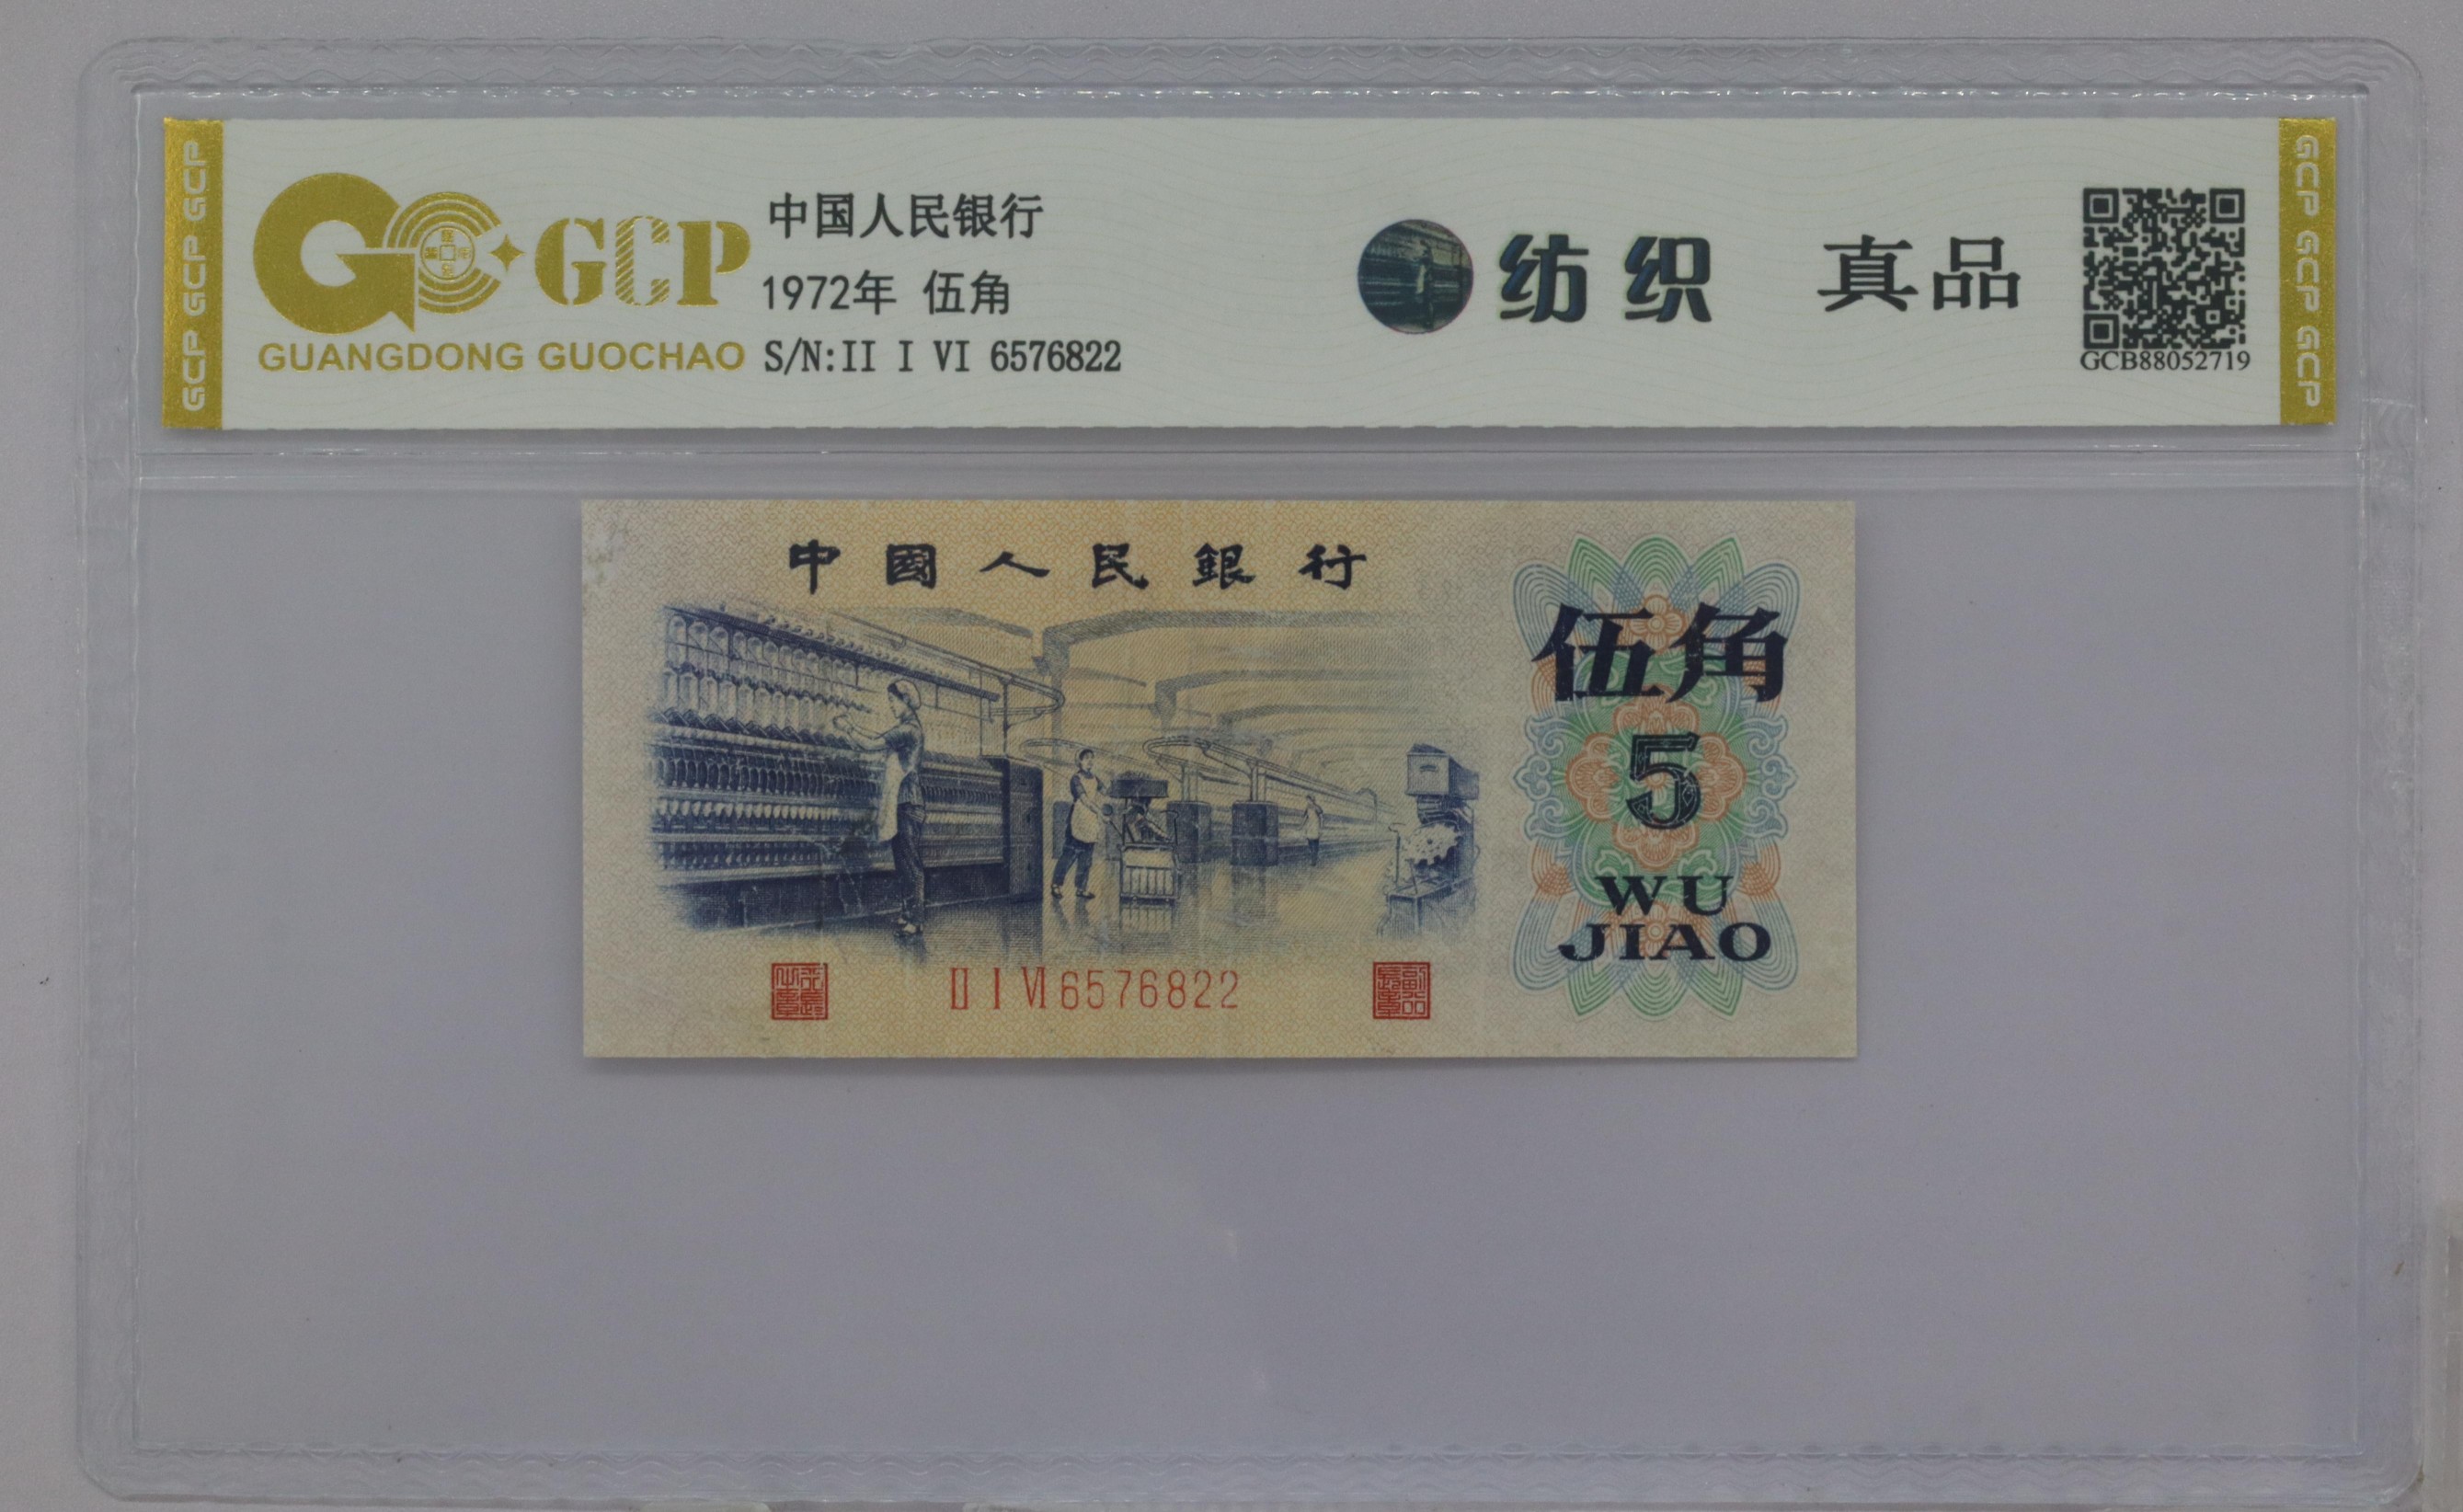 GCP GCP GCP
GCP
GUANGDONG GUOCHAO
中国人民银行
1972年 伍角
S/N:II I VI 6576822
纺织 真品
GCB88052719
GCP GCP GCP
中國人民銀行
伍角
5
WU
JIAO
II I VI 6576822